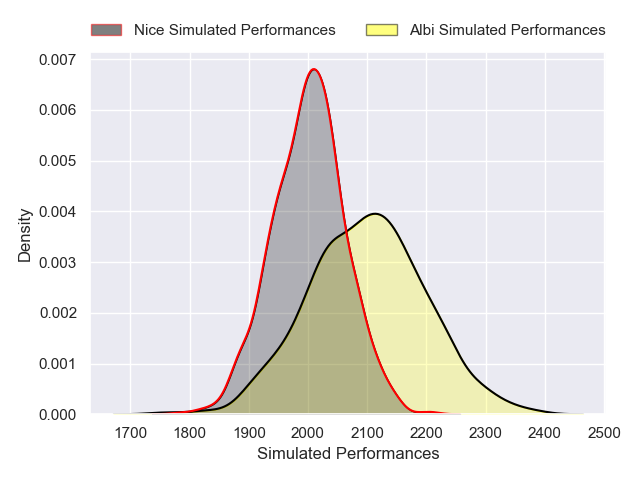 Nice Simulated Performances Albi Simulated Performances
0.007
0.006
0.005
0.004
0.003
0.002
0.001
0.000
Density
1700 1800 1900 2000 2100 2200 2300 2400 2500
Simulated Performances